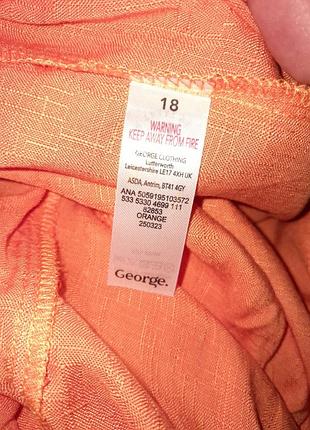 18
WARNING
KEEP AWAY FROM FIRE
GEORGE CLOTHING
Lutterworth
Leicestershire LE17 4XH UK
ASDA, Antrim, BT41 4GY
ANA 5059195103572
533 5330 4699 111
82853
ORANGE
250323
George.